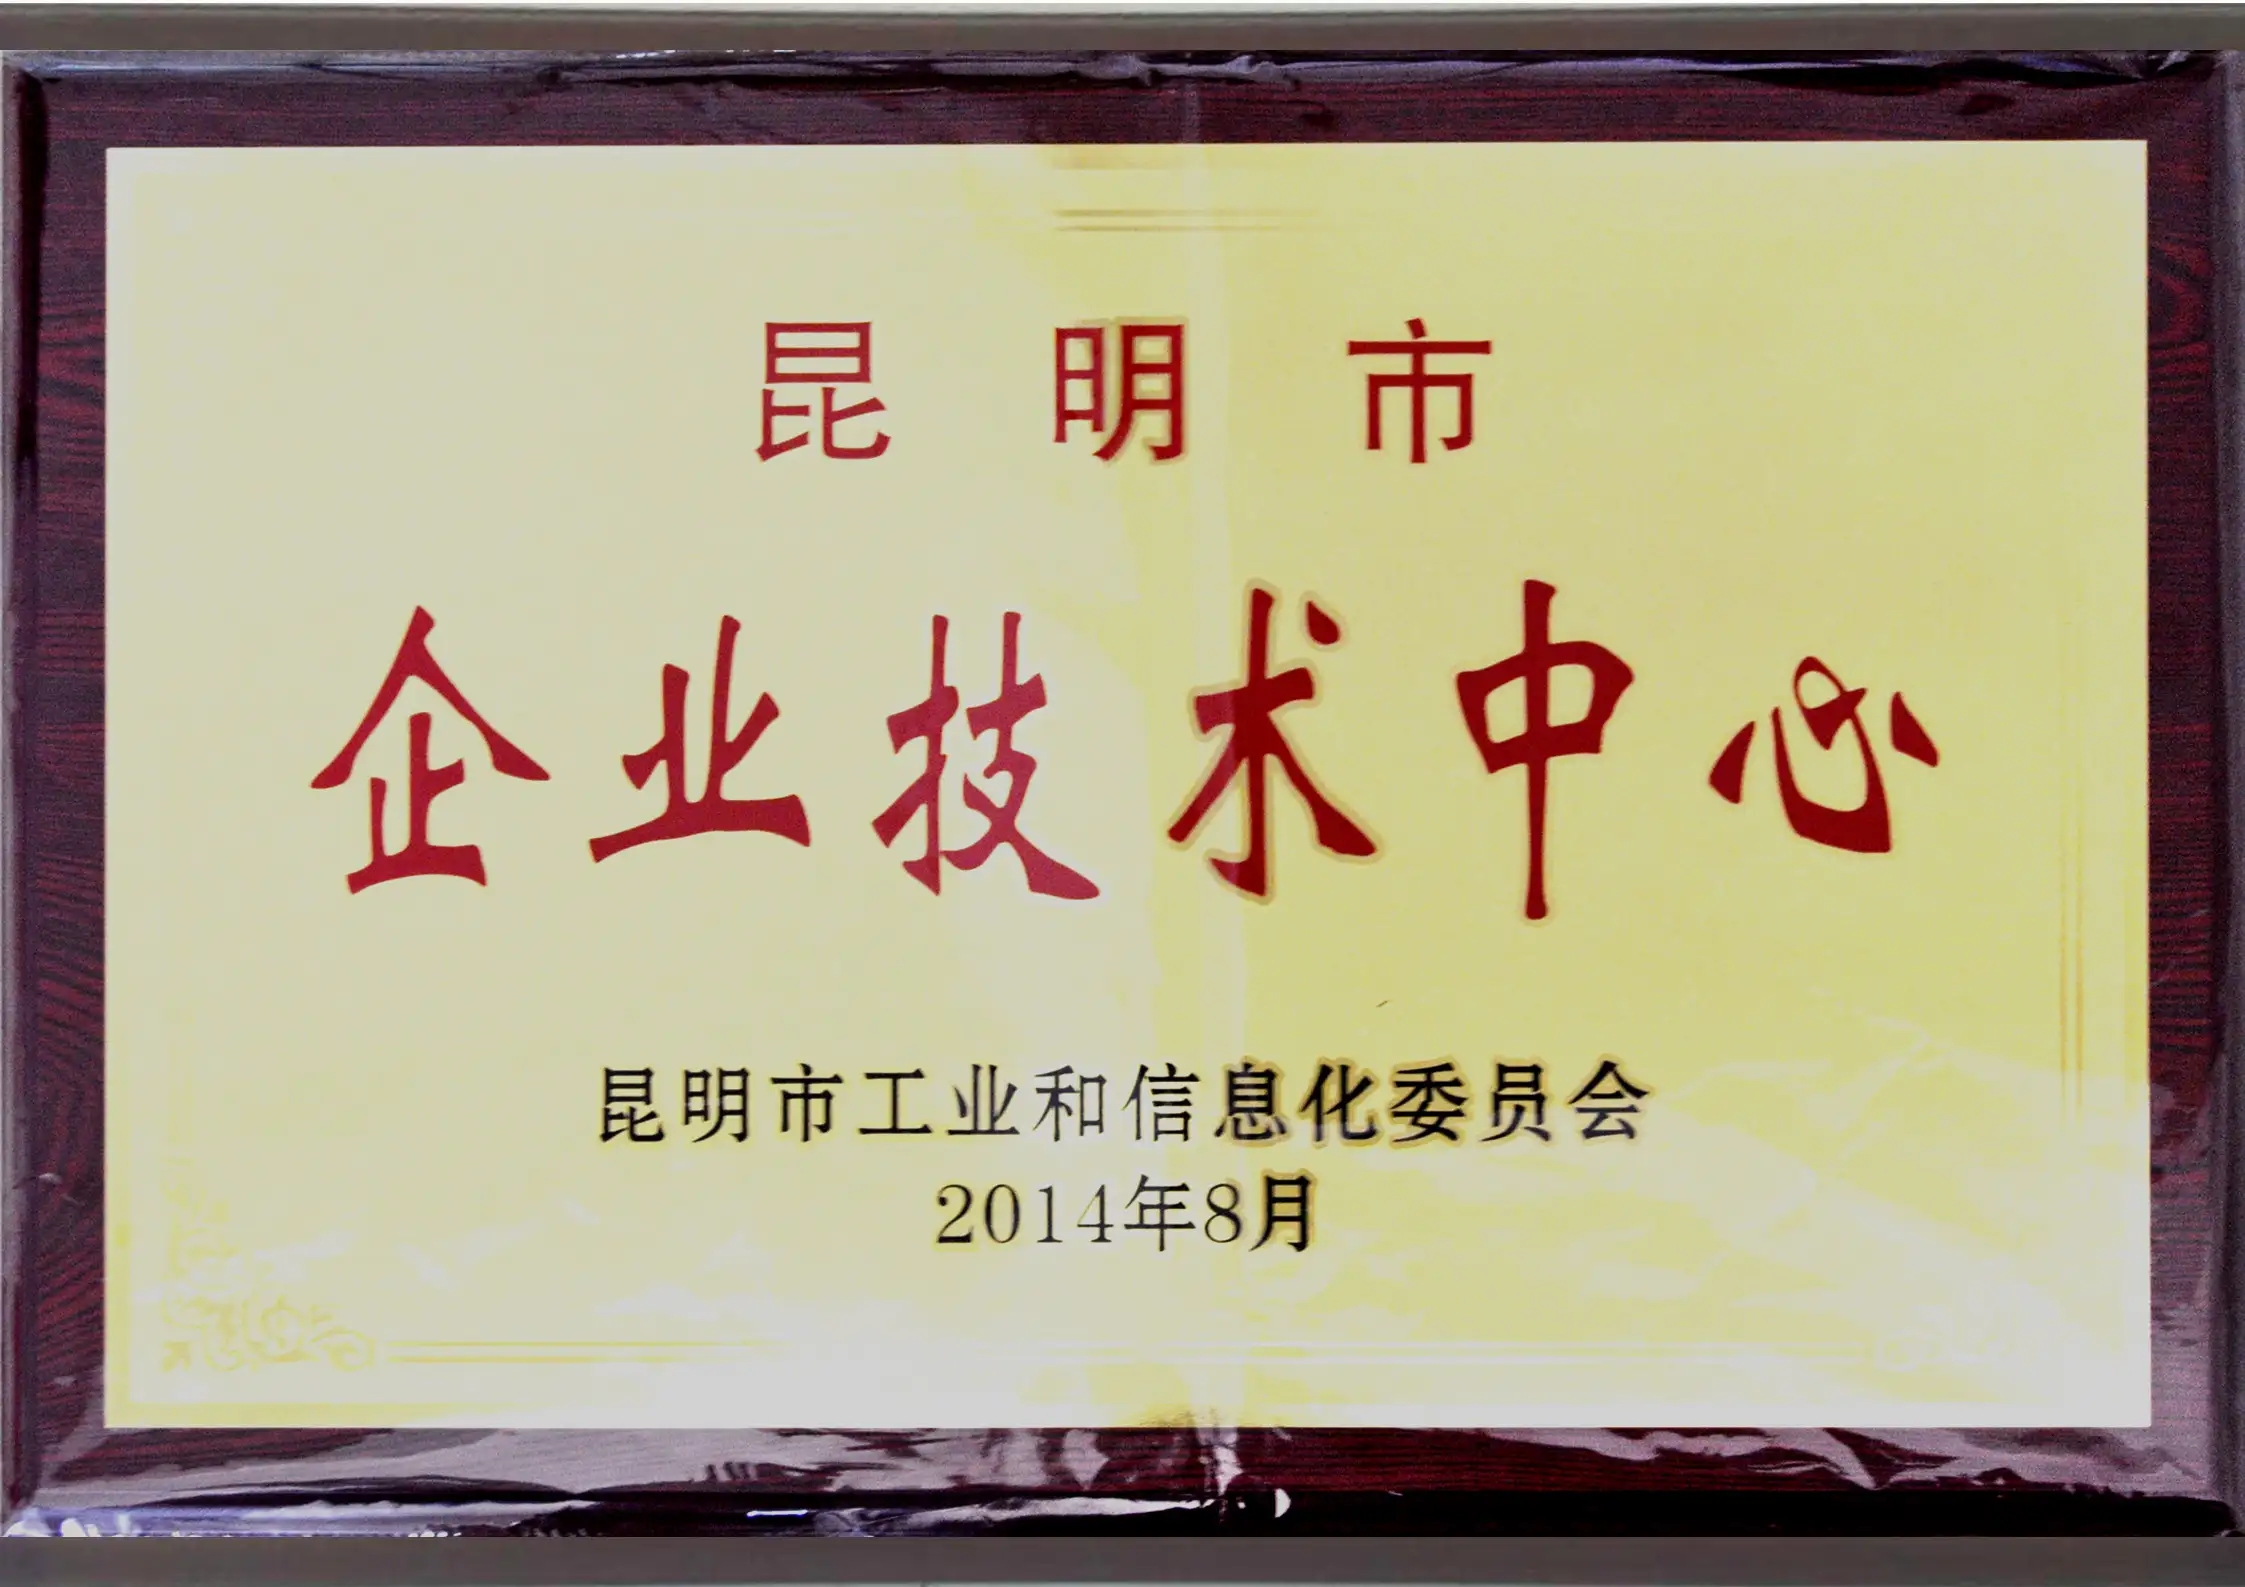 昆明市
企业技术中心
昆明市工业和信息化委员会
2014年8月